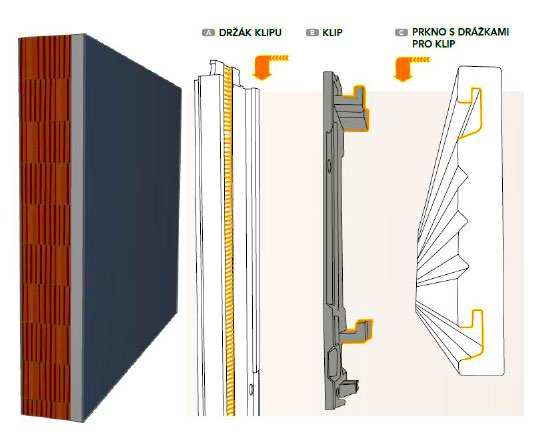 A DRŽÁK KLIPU
B KLIP
C PRKNO S DRÁŽKAMI
PRO KLIP